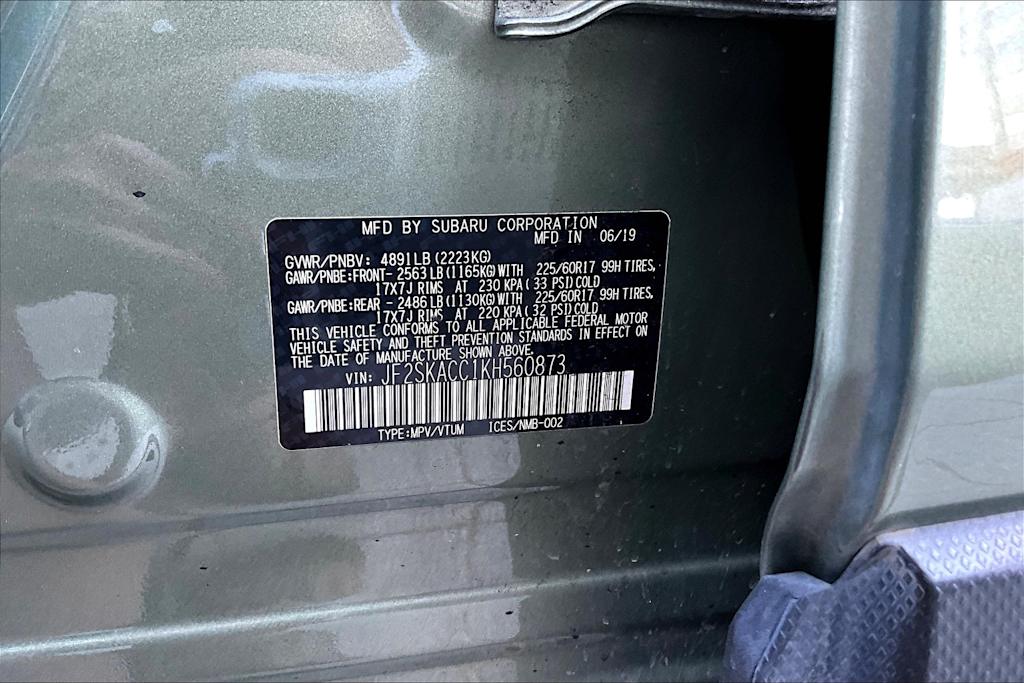 MFD BY SUBARU CORPORATION
MFD IN 06/19
GVWR/PNBV: 4891LB (2223KG)
GAWR/PNBE:FRONT- 2563LB (1165KG) WITH 225/60R17 99H TIRES,
17X7J RIMS AT 230 KPA (33 PSI) COLD
GAWR/PNBE:REAR - 2486LB (1130KG) WITH 225/60R17 99H TIRES,
17X7J RIMS AT 220 KPA (32 PSI) COLD
THIS VEHICLE CONFORMS TO ALL APPLICABLE FEDERAL MOTOR
VEHICLE SAFETY AND THEFT PREVENTION STANDARDS IN EFFECT ON
THE DATE OF MANUFACTURE SHOWN ABOVE.
VIN: JF2SKACC1KH560873
TYPE:MPV/VTUM ICES/NMB-002